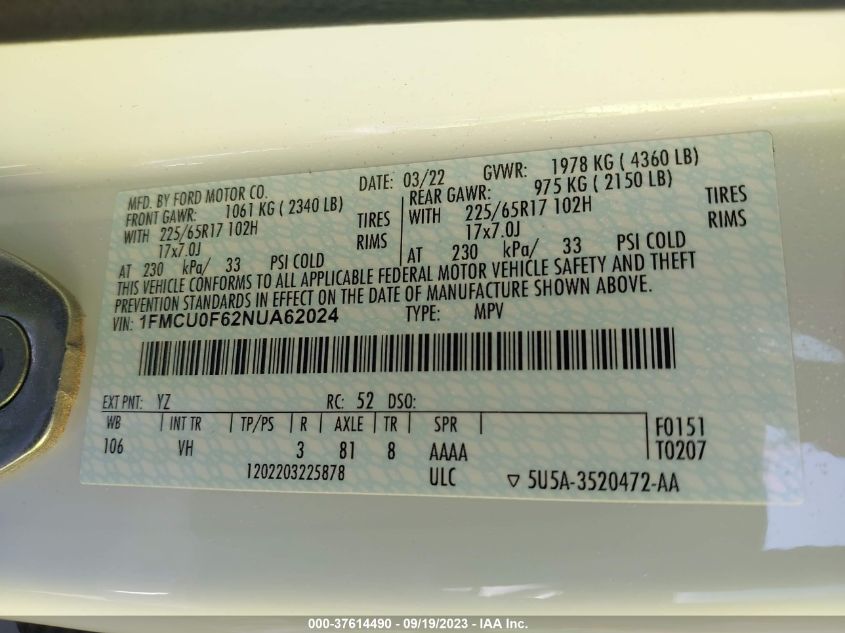 MFD. BY FORD MOTOR CO.
DATE: 03/22 GVWR: 1978 KG ( 4360 LB)
FRONT GAWR: 1061 KG ( 2340 LB)
WITH 225/65R17 102H TIRES
17x7.0J RIMS
AT 230 kPa/ 33 PSI COLD
REAR GAWR: 975 KG ( 2150 LB)
WITH 225/65R17 102H TIRES
17x7.0J RIMS
AT 230 kPa/ 33 PSI COLD
THIS VEHICLE CONFORMS TO ALL APPLICABLE FEDERAL MOTOR VEHICLE SAFETY AND THEFT
PREVENTION STANDARDS IN EFFECT ON THE DATE OF MANUFACTURE SHOWN ABOVE.
VIN: 1FMCU0F62NUA62024 TYPE: MPV
EXT PNT: YZ RC: 52 DSO:
WB INT TR TP/PS R AXLE TR SPR F0151
106 VH 3 81 8 AAAA T0207
1202203225878 ULC ▽ 5U5A-3520472-AA
000-37614490 - 09/19/2023 - IAA Inc.